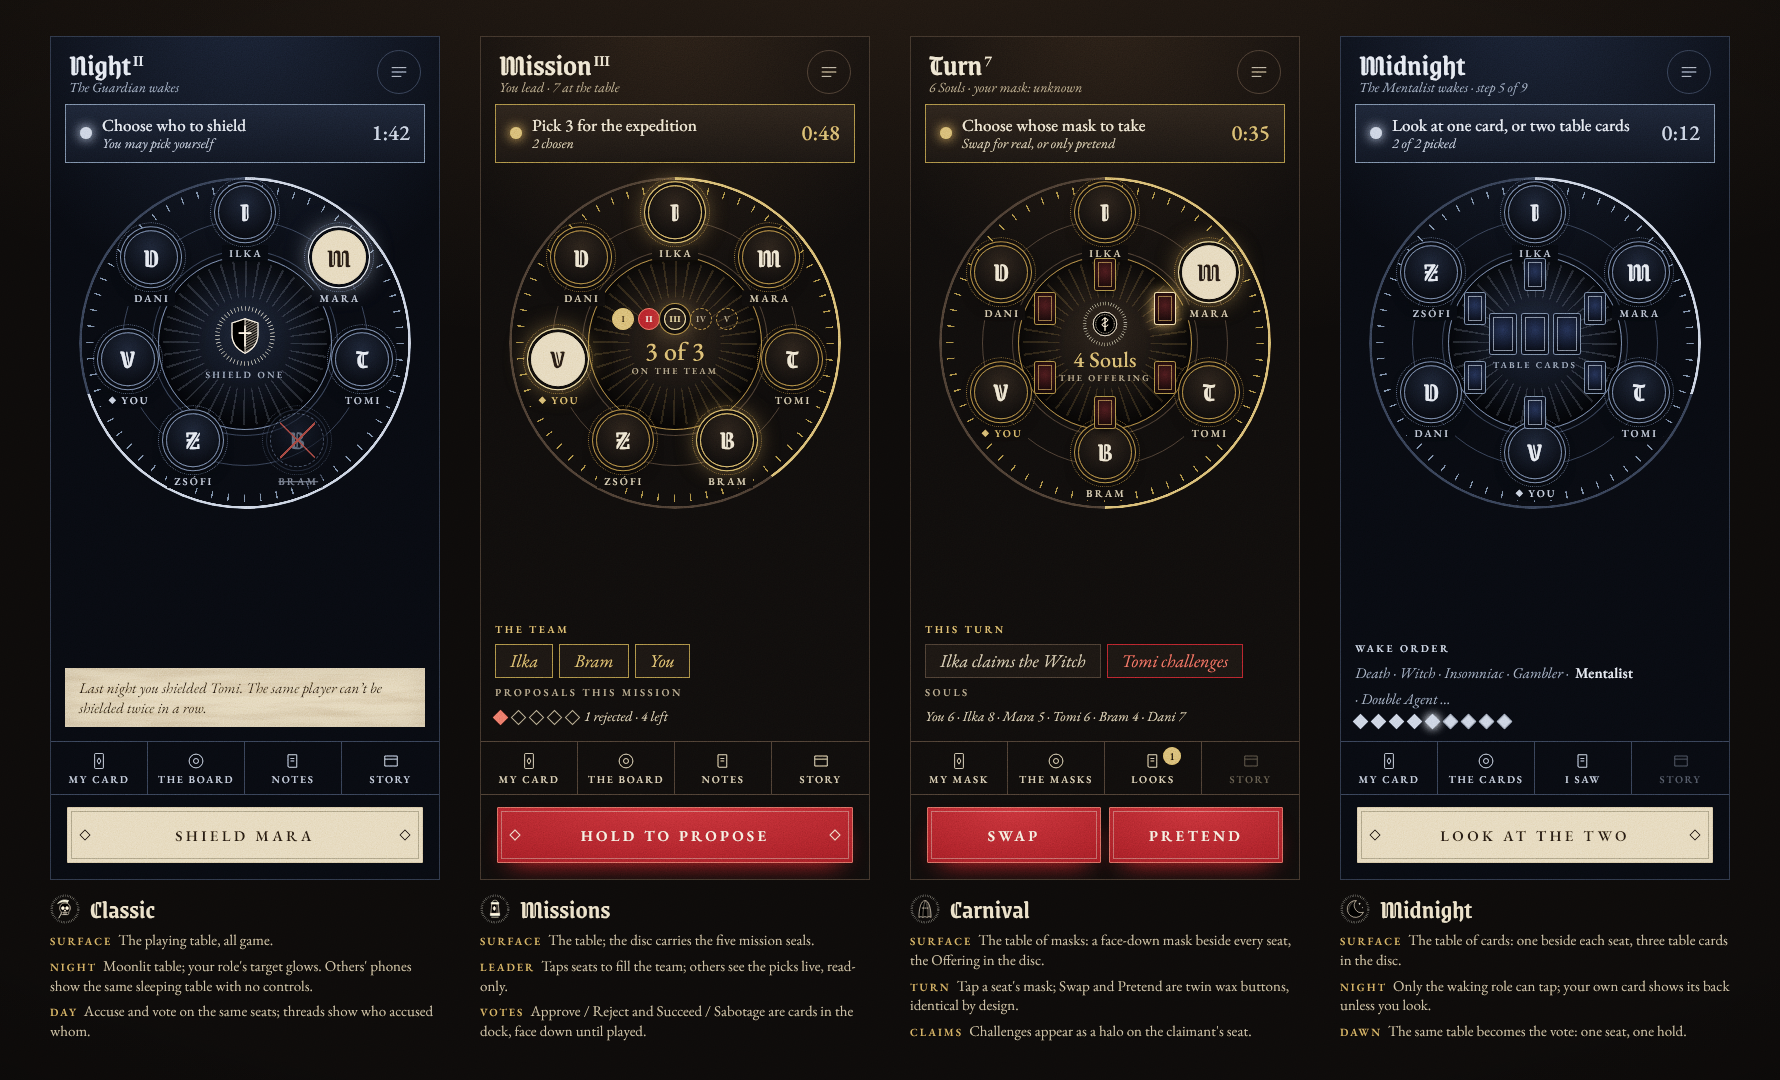 Night II
The Guardian wakes
Choose who to shield
You may pick yourself
1:42
I
ILKA
D
DANI
M
MARA
V
◆ YOU
T
TOMI
SHIELD ONE
Z
ZSÓFI
B
BRAM
Last night you shielded Tomi. The same player can't be
shielded twice in a row.
MY CARD
THE BOARD
NOTES
STORY
SHIELD MARA
Classic
SURFACE The playing table, all game.
NIGHT Moonlit table; your role's target glows. Others' phones
show the same sleeping table with no controls.
DAY Accuse and vote on the same seats; threads show who accused
whom.
Mission III
You lead · 7 at the table
Pick 3 for the expedition
2 chosen
0:48
I
ILKA
D
DANI
M
MARA
I II III IV V
3 of 3
ON THE TEAM
V
◆ YOU
T
TOMI
Z
ZSÓFI
B
BRAM
THE TEAM
Ilka
Bram
You
PROPOSALS THIS MISSION
1 rejected · 4 left
MY CARD
THE BOARD
NOTES
STORY
HOLD TO PROPOSE
Missions
SURFACE The table; the disc carries the five mission seals.
LEADER Taps seats to fill the team; others see the picks live, read-
only.
VOTES Approve / Reject and Succeed / Sabotage are cards in the
dock, face down until played.
Turn 7
6 Souls · your mask: unknown
Choose whose mask to take
Swap for real, or only pretend
0:35
I
ILKA
D
DANI
M
MARA
4 Souls
THE OFFERING
V
◆ YOU
T
TOMI
B
BRAM
THIS TURN
Ilka claims the Witch
Tomi challenges
SOULS
You 6 · Ilka 8 · Mara 5 · Tomi 6 · Bram 4 · Dani 7
MY MASK
THE MASKS
LOOKS
1
STORY
SWAP
PRETEND
Carnival
SURFACE The table of masks: a face-down mask beside every seat,
the Offering in the disc.
TURN Tap a seat's mask; Swap and Pretend are twin wax buttons,
identical by design.
CLAIMS Challenges appear as a halo on the claimant's seat.
Midnight
The Mentalist wakes · step 5 of 9
Look at one card, or two table cards
2 of 2 picked
0:12
I
ILKA
Z
ZSÓFI
M
MARA
TABLE CARDS
D
DANI
T
TOMI
V
◆ YOU
WAKE ORDER
Death · Witch · Insomniac · Gambler · Mentalist
· Double Agent ...
MY CARD
THE CARDS
I SAW
STORY
LOOK AT THE TWO
Midnight
SURFACE The table of cards: one beside each seat, three table cards
in the disc.
NIGHT Only the waking role can tap; your own card shows its back
unless you look.
DAWN The same table becomes the vote: one seat, one hold.